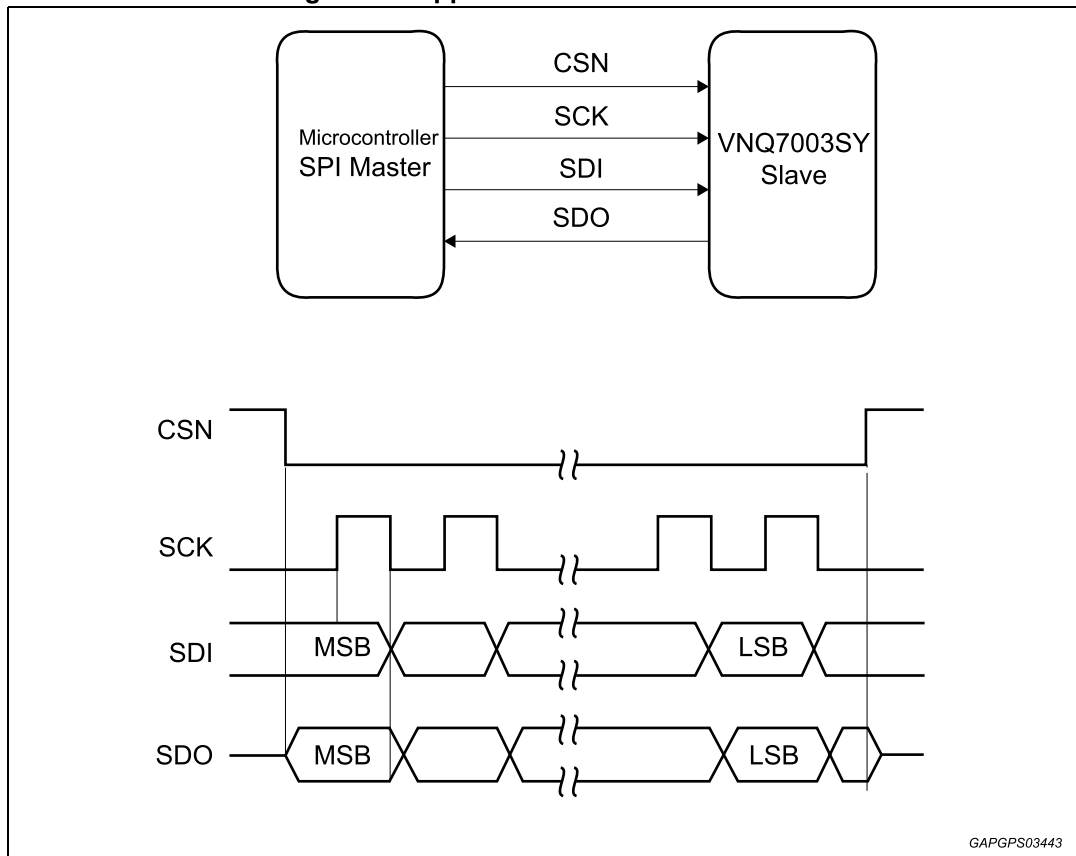 CSN
SCK
SDI
SDO
Microcontroller
SPI Master
VNQ7003SY
Slave
CSN
SCK
SDI
MSB
LSB
SDO
MSB
LSB
GAPGPS03443